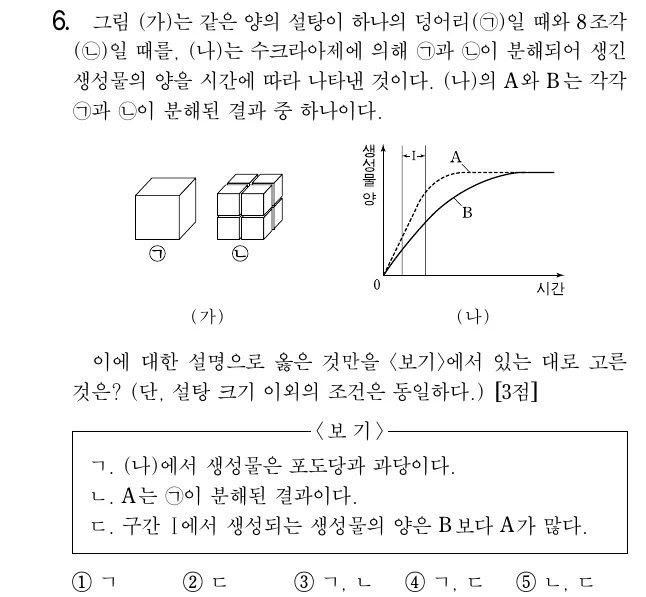 6. 그림 (가)는 같은 양의 설탕이 하나의 덩어리(㉠)일 때와 8조각
(㉡)일 때를, (나)는 수크라아제에 의해 ㉠과 ㉡이 분해되어 생긴
생성물의 양을 시간에 따라 나타낸 것이다. (나)의 A와 B는 각각
㉠과 ㉡이 분해된 결과 중 하나이다.
㉠
㉡
(가)
생성물 양
Ⅰ
A
B
0
시간
(나)
이에 대한 설명으로 옳은 것만을 〈보기〉에서 있는 대로 고른
것은? (단, 설탕 크기 이외의 조건은 동일하다.) [3점]
〈보 기〉
ㄱ. (나)에서 생성물은 포도당과 과당이다.
ㄴ. A는 ㉠이 분해된 결과이다.
ㄷ. 구간 Ⅰ에서 생성되는 생성물의 양은 B보다 A가 많다.
① ㄱ ② ㄷ ③ ㄱ, ㄴ ④ ㄱ, ㄷ ⑤ ㄴ, ㄷ